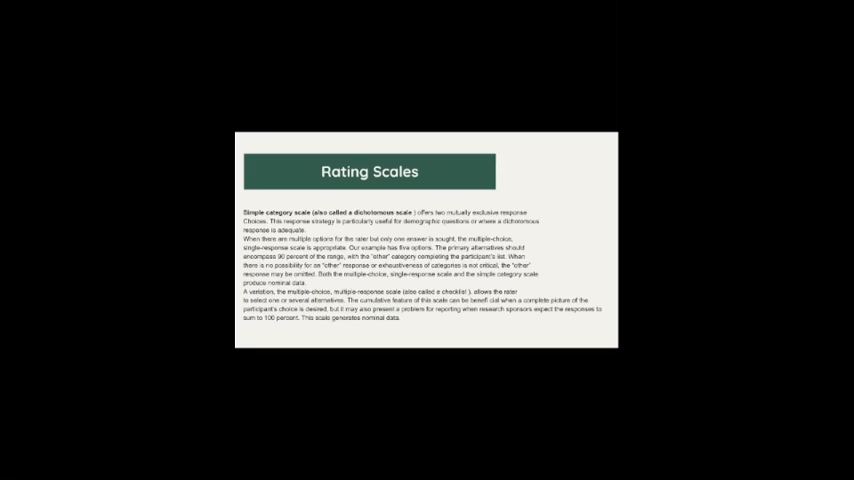 Rating Scales
Simple category scale (also called a dichotomous scale ) offers two mutually exclusive response
Choices. This response strategy is particularly useful for demographic questions or where a dichotomous
response is adequate.
When there are multiple options for the rater but only one answer is sought, the multiple-choice,
single-response scale is appropriate. Our example has five options. The primary alternatives should
encompass 90 percent of the range, with the "other" category completing the participant's list. When
there is no possibility for an "other" response or exhaustiveness of categories is not critical, the "other"
response may be omitted. Both the multiple-choice, single-response scale and the simple category scale
produce nominal data.
A variation, the multiple-choice, multiple-response scale (also called a checklist ), allows the rater
to select one or several alternatives. The cumulative feature of this scale can be benefi cial when a complete picture of the
participant's choice is desired, but it may also present a problem for reporting when research sponsors expect the responses to
sum to 100 percent. This scale generates nominal data.